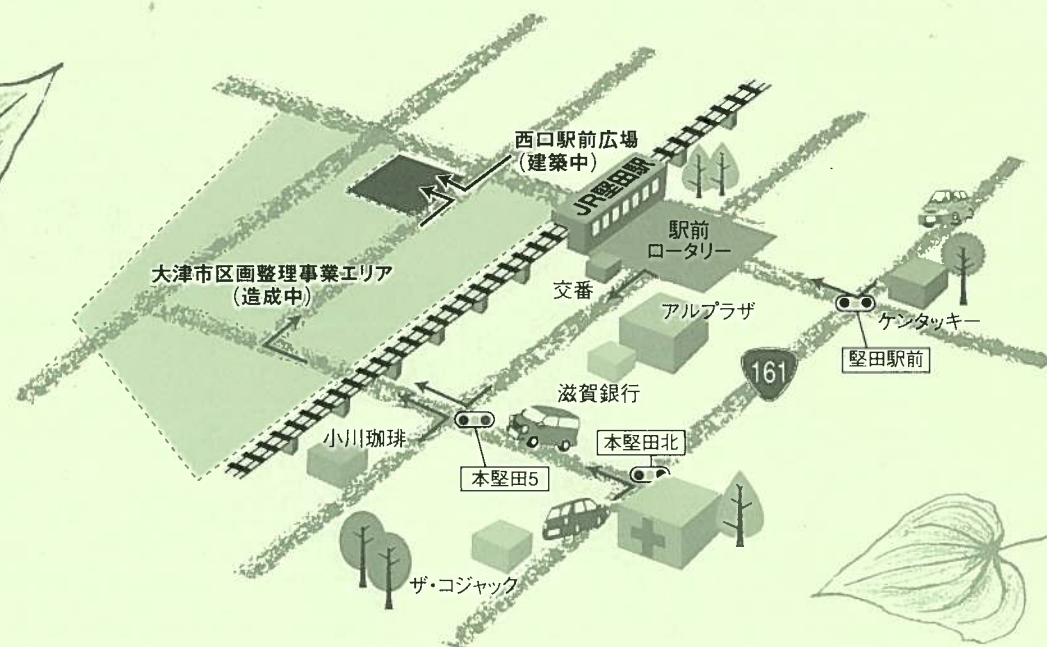 西口駅前広場
(建築中)
JR堅田駅
駅前
ロータリー
大津市区画整理事業エリア
(造成中)
交番
アルプラザ
ケンタッキー
堅田駅前
161
滋賀銀行
小川珈琲
本堅田北
本堅田5
ザ・コジャック